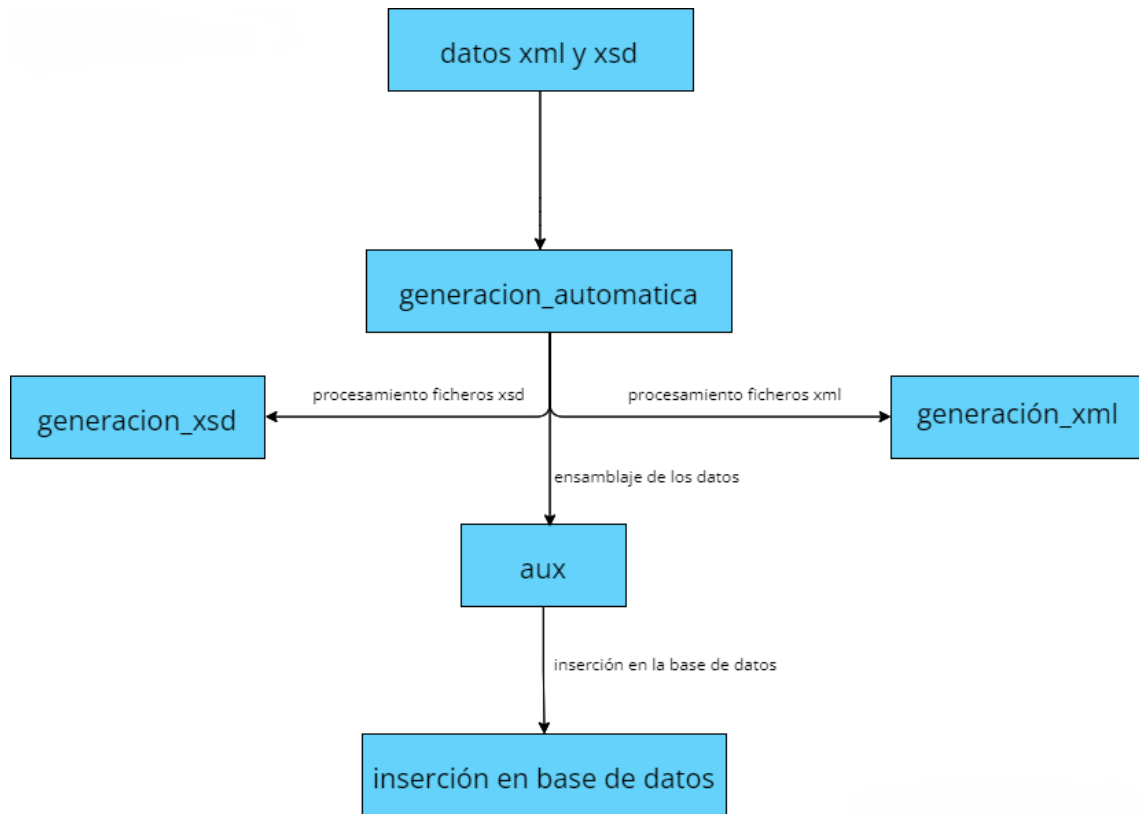 datos xml y xsd
generacion_automatica
procesamiento ficheros xsd
procesamiento ficheros xml
generacion_xsd
generación_xml
ensamblaje de los datos
aux
inserción en la base de datos
inserción en base de datos